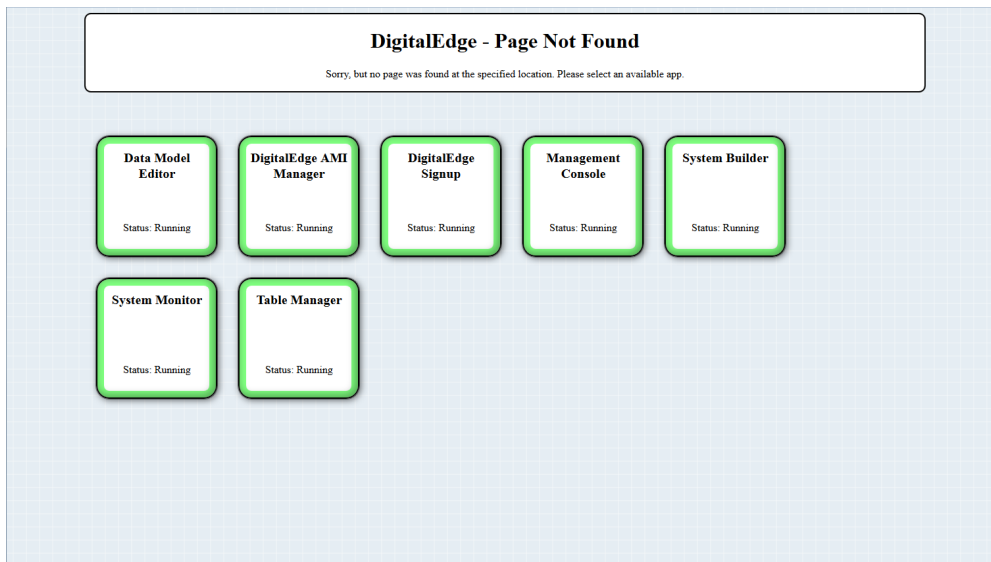 DigitalEdge - Page Not Found
Sorry, but no page was found at the specified location. Please select an available app.
Data Model
Editor
Status: Running
DigitalEdge AMI
Manager
Status: Running
DigitalEdge
Signup
Status: Running
Management
Console
Status: Running
System Builder
Status: Running
System Monitor
Status: Running
Table Manager
Status: Running